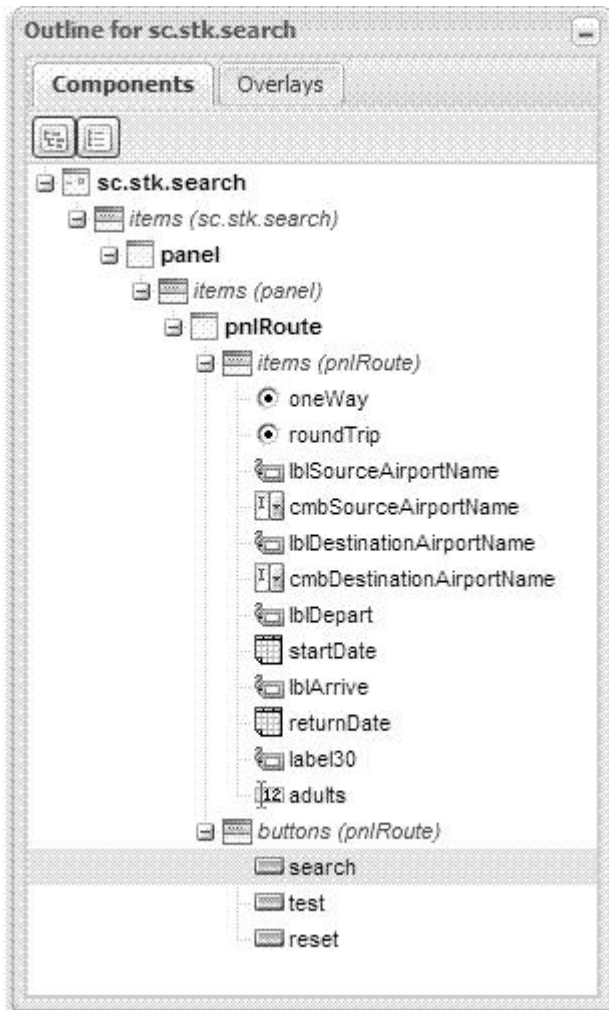 Outline for sc.stk.search
Components Overlays
sc.stk.search
items (sc.stk.search)
panel
items (panel)
pnlRoute
items (pnlRoute)
oneWay
roundTrip
lblSourceAirportName
cmbSourceAirportName
lblDestinationAirportName
cmbDestinationAirportName
lblDepart
startDate
lblArrive
returnDate
label30
12 adults
buttons (pnlRoute)
search
test
reset